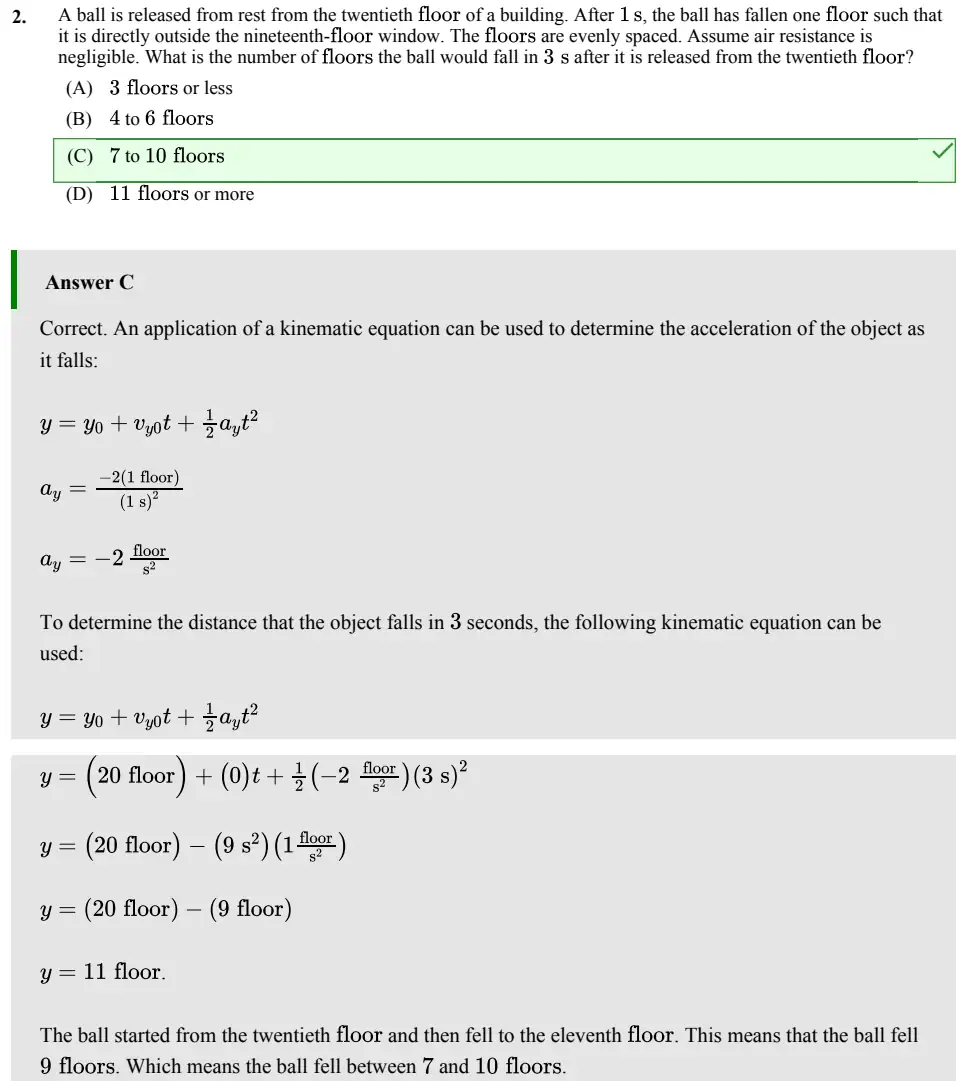 2. A ball is released from rest from the twentieth floor of a building. After 1 s, the ball has fallen one floor such that
it is directly outside the nineteenth-floor window. The floors are evenly spaced. Assume air resistance is
negligible. What is the number of floors the ball would fall in 3 s after it is released from the twentieth floor?
(A) 3 floors or less
(B) 4 to 6 floors
(C) 7 to 10 floors ✓
(D) 11 floors or more
Answer C
Correct. An application of a kinematic equation can be used to determine the acceleration of the object as
it falls:
y = y₀ + v_{y0}t + ½a_yt²
a_y = −2(1 floor)/(1 s)²
a_y = −2 floor/s²
To determine the distance that the object falls in 3 seconds, the following kinematic equation can be
used:
y = y₀ + v_{y0}t + ½a_yt²
y = (20 floor) + (0)t + ½(−2 floor/s²)(3 s)²
y = (20 floor) − (9 s²)(1 floor/s²)
y = (20 floor) − (9 floor)
y = 11 floor.
The ball started from the twentieth floor and then fell to the eleventh floor. This means that the ball fell
9 floors. Which means the ball fell between 7 and 10 floors.